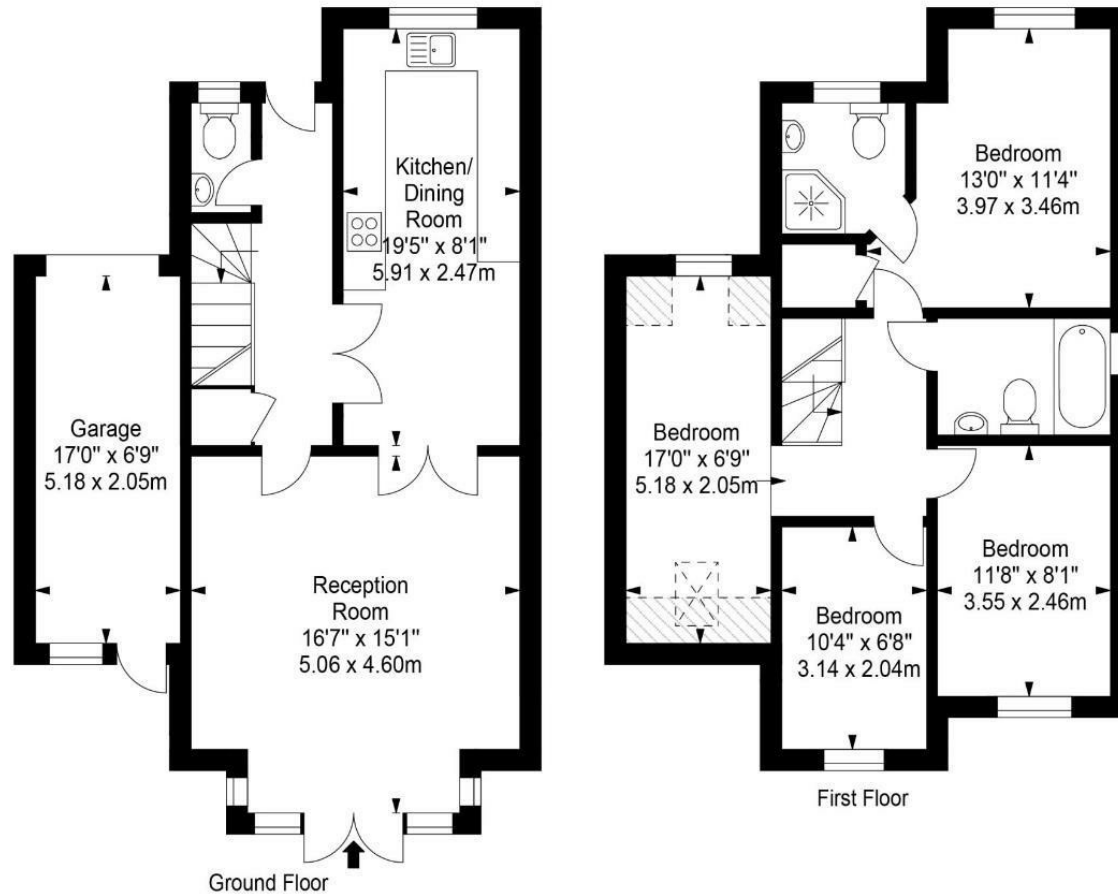 Kitchen/
Dining
Room
19'5" x 8'1"
5.91 x 2.47m
Garage
17'0" x 6'9"
5.18 x 2.05m
Reception
Room
16'7" x 15'1"
5.06 x 4.60m
Ground Floor
Bedroom
13'0" x 11'4"
3.97 x 3.46m
Bedroom
17'0" x 6'9"
5.18 x 2.05m
Bedroom
11'8" x 8'1"
3.55 x 2.46m
Bedroom
10'4" x 6'8"
3.14 x 2.04m
First Floor